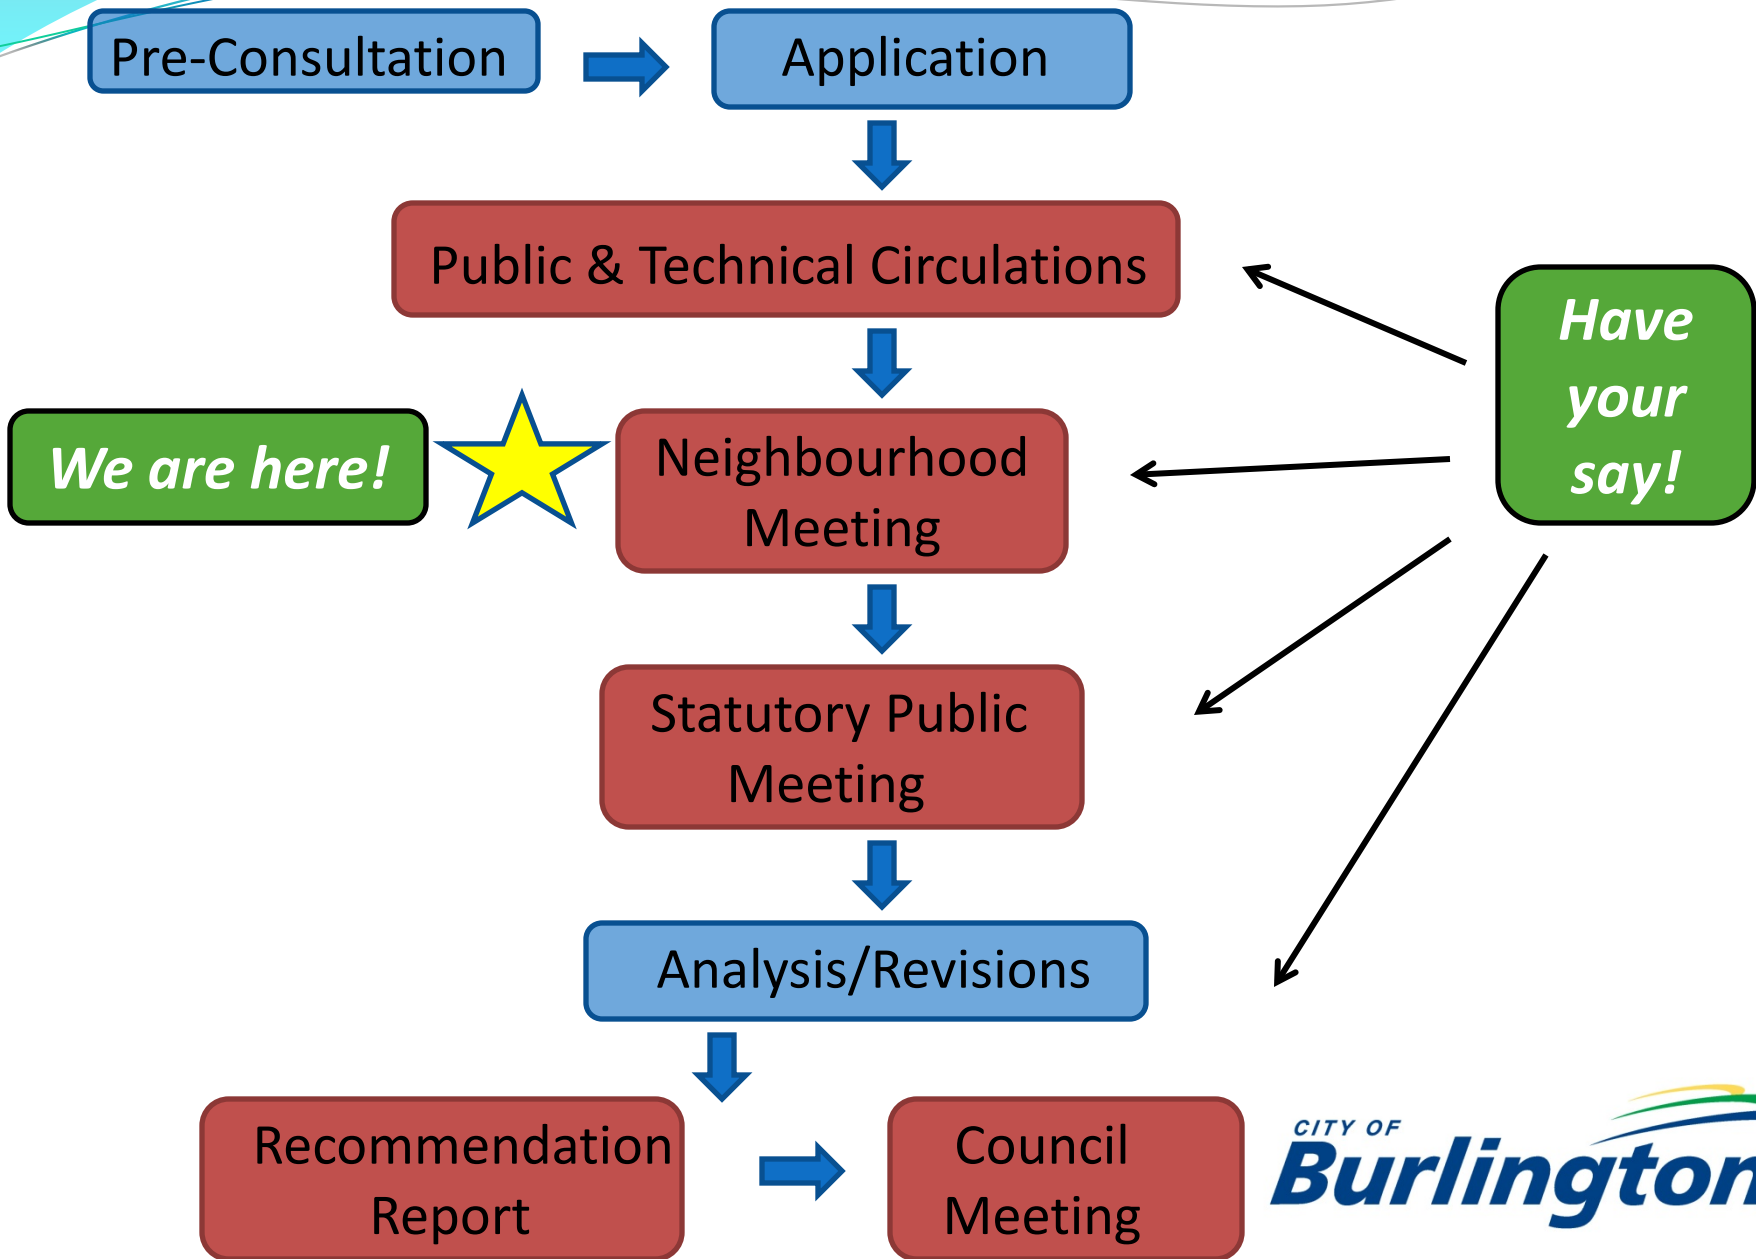 Pre-Consultation
Application
Public & Technical Circulations
Have
your
say!
We are here!
Neighbourhood
Meeting
Statutory Public
Meeting
Analysis/Revisions
Recommendation
Report
Council
Meeting
CITY OF
Burlington